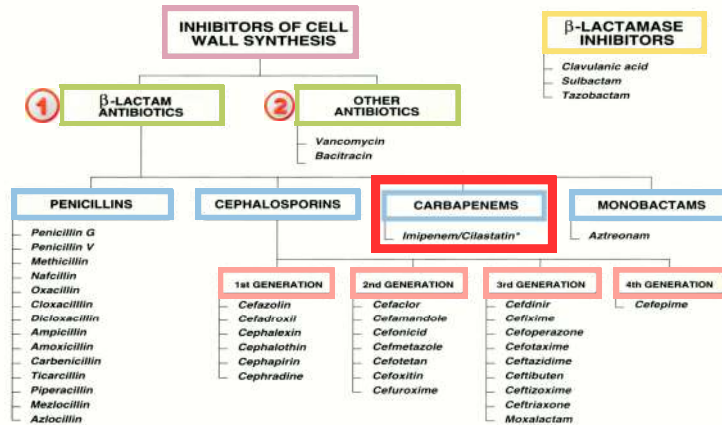 INHIBITORS OF CELL
WALL SYNTHESIS
β-LACTAMASE
INHIBITORS
Clavulanic acid
Sulbactam
Tazobactam
1
β-LACTAM
ANTIBIOTICS
2
OTHER
ANTIBIOTICS
Vancomycin
Bacitracin
PENICILLINS
CEPHALOSPORINS
CARBAPENEMS
MONOBACTAMS
Penicillin G
Penicillin V
Methicillin
Nafcillin
Oxacillin
Cloxacilllin
Dicloxacillin
Ampicillin
Amoxicillin
Carbenicillin
Ticarcillin
Piperacillin
Mezlocillin
Azlocillin
Imipenem/Cilastatin*
Aztreonam
1st GENERATION
Cefazolin
Cefadroxil
Cephalexin
Cephalothin
Cephapirin
Cephradine
2nd GENERATION
Cefaclor
Cefamandole
Cefonicid
Cefmetazole
Cefotetan
Cefoxitin
Cefuroxime
3rd GENERATION
Cefdinir
Cefixime
Cefoperazone
Cefotaxime
Ceftazidime
Ceftibuten
Ceftizoxime
Ceftriaxone
Moxalactam
4th GENERATION
Cefepime